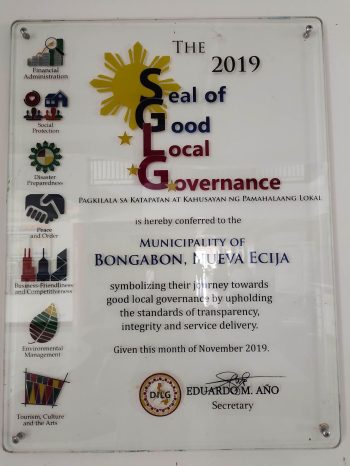 THE 2019
Seal of
Good
Local
Governance
PAGKILALA SA KATAPATAN AT KAHUSAYAN NG PAMAHALAANG LOKAL
is hereby conferred to the
MUNICIPALITY OF
BONGABON, NUEVA ECIJA
symbolizing their journey towards
good local governance by upholding
the standards of transparency,
integrity and service delivery.
Given this month of November 2019.
DILG
EDUARDO M. AÑO
Secretary
Financial
Administration
Social
Protection
Disaster
Preparedness
Peace
and Order
Business-Friendliness
and Competitiveness
Environmental
Management
Tourism, Culture
and the Arts